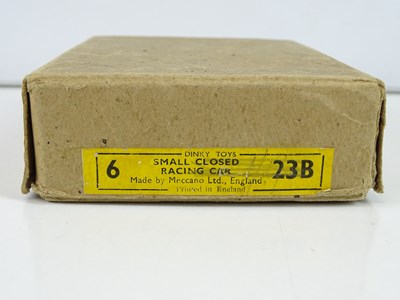 DINKY TOYS
6 SMALL CLOSED 23B
RACING CAR
Made by Meccano Ltd., England
Printed in England